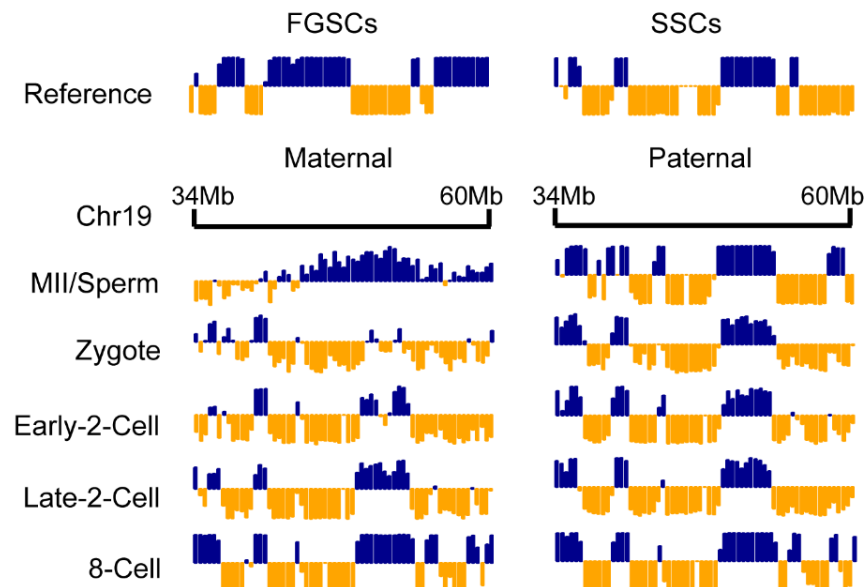 FGSCs SSCs
Reference
Maternal Paternal
34Mb 60Mb 34Mb 60Mb
Chr19
MII/Sperm
Zygote
Early-2-Cell
Late-2-Cell
8-Cell